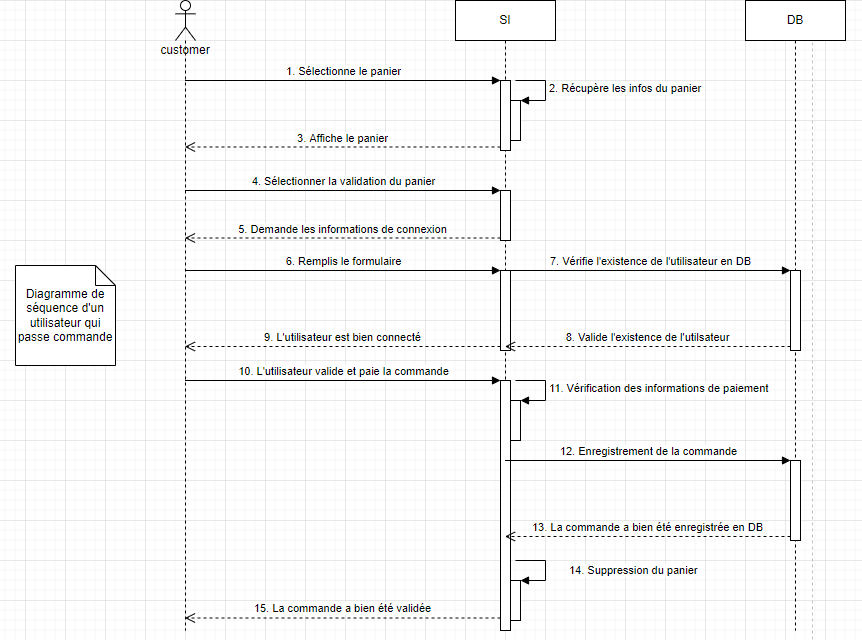 SI
DB
customer
1. Sélectionne le panier
2. Récupère les infos du panier
3. Affiche le panier
4. Sélectionner la validation du panier
5. Demande les informations de connexion
6. Remplis le formulaire
7. Vérifie l'existence de l'utilisateur en DB
Diagramme de
séquence d'un
utilisateur qui
passe commande
8. Valide l'existence de l'utilsateur
9. L'utilisateur est bien connecté
10. L'utilisateur valide et paie la commande
11. Vérification des informations de paiement
12. Enregistrement de la commande
13. La commande a bien été enregistrée en DB
14. Suppression du panier
15. La commande a bien été validée